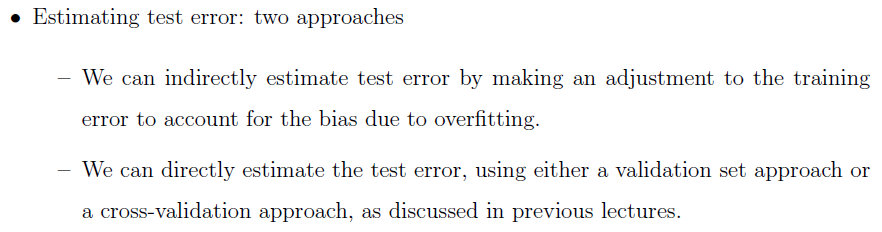 • Estimating test error: two approaches
– We can indirectly estimate test error by making an adjustment to the training
error to account for the bias due to overfitting.
– We can directly estimate the test error, using either a validation set approach or
a cross-validation approach, as discussed in previous lectures.